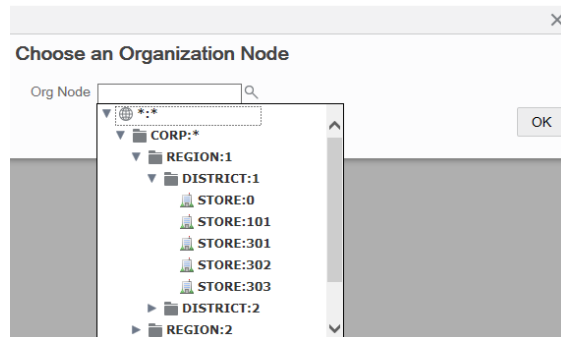 Choose an Organization Node
Org Node
*:*
OK
CORP:*
REGION:1
DISTRICT:1
STORE:0
STORE:101
STORE:301
STORE:302
STORE:303
DISTRICT:2
REGION:2